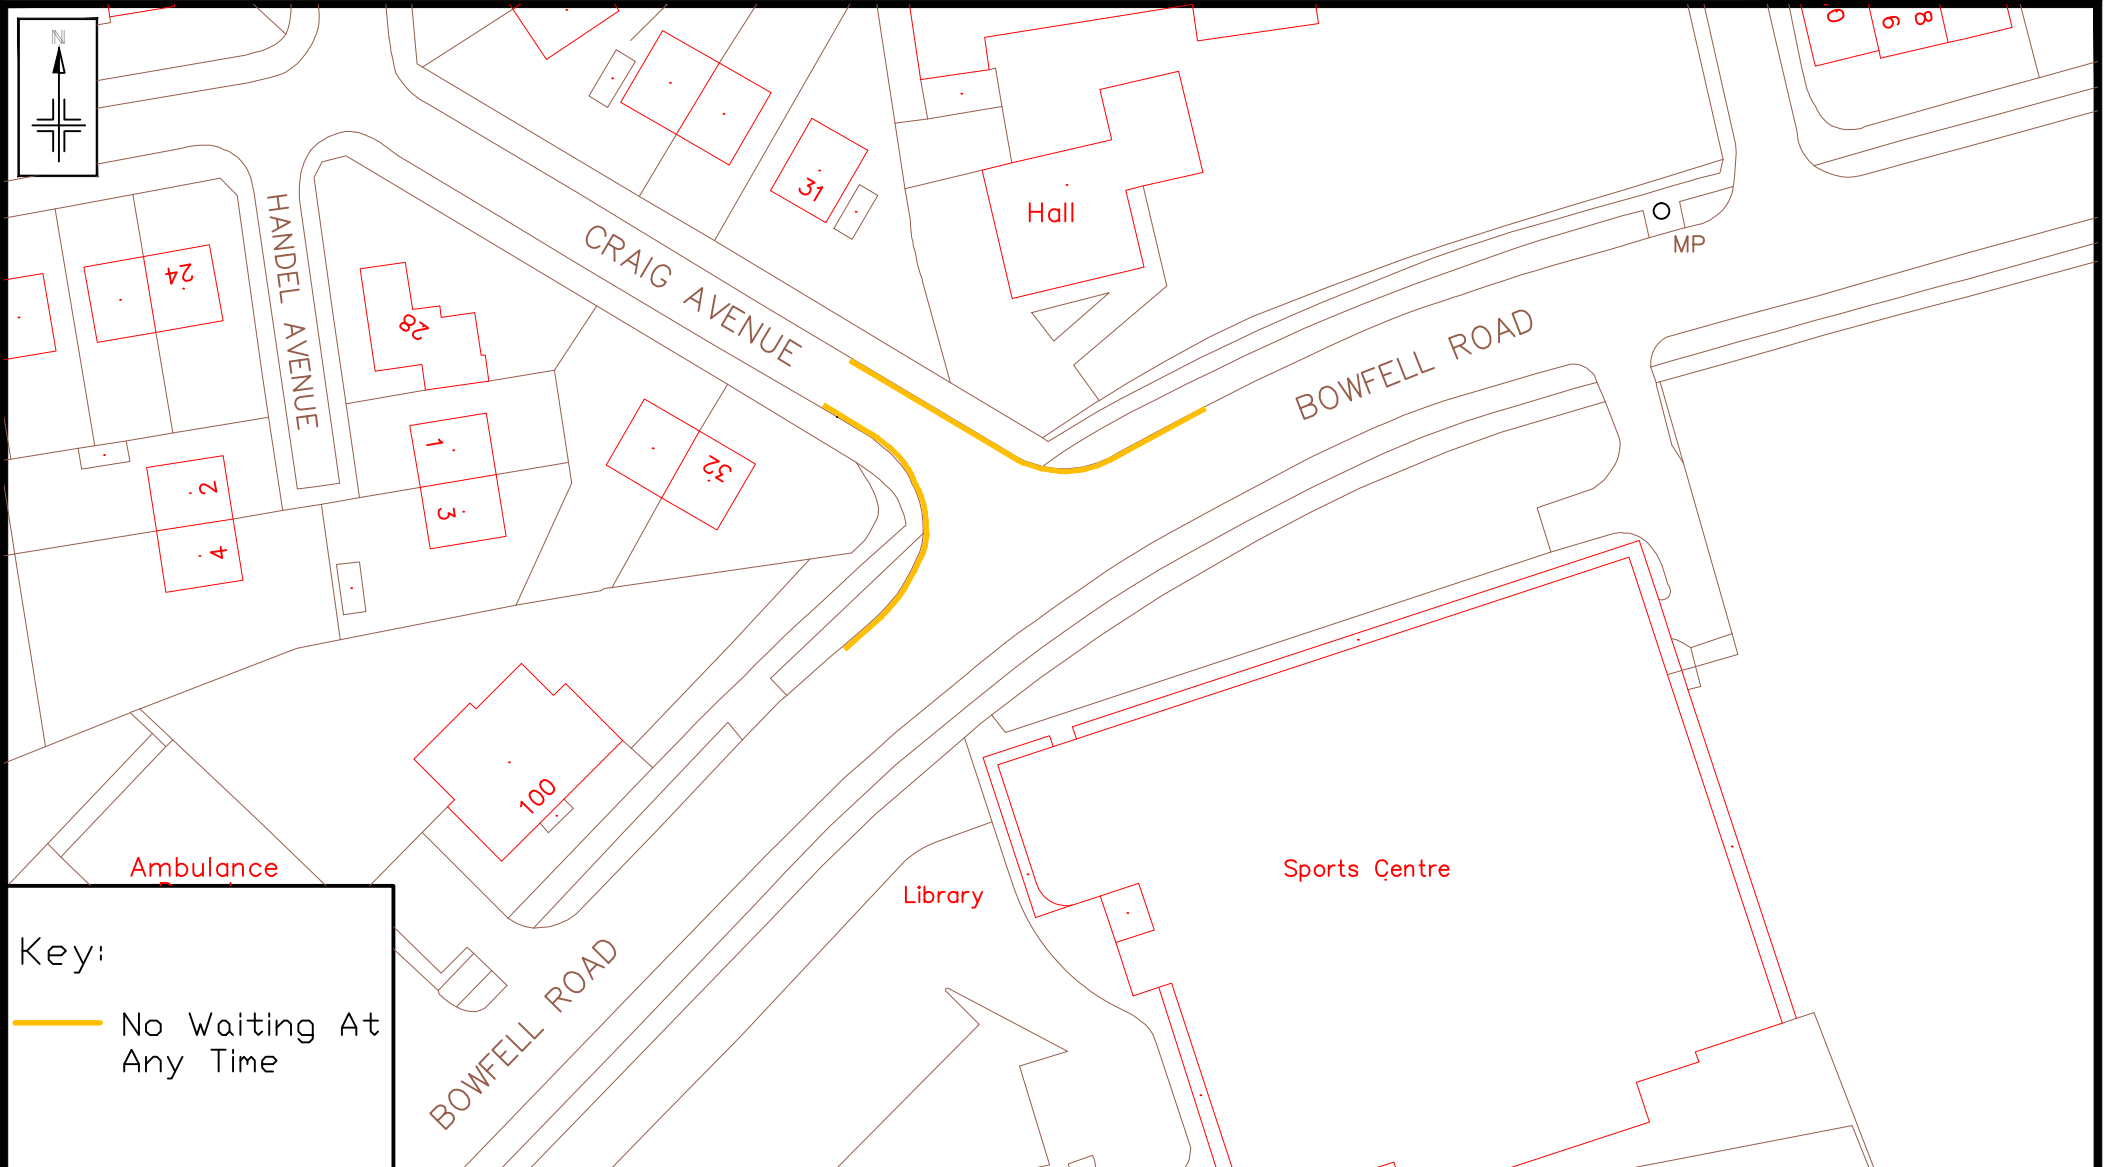 N
0
6
8
31
Hall
HANDEL AVENUE
CRAIG AVENUE
MP
24
28
BOWFELL ROAD
1
32
2
3
4
100
Ambulance
Library
Sports Centre
BOWFELL ROAD
Key:
No Waiting At
Any Time